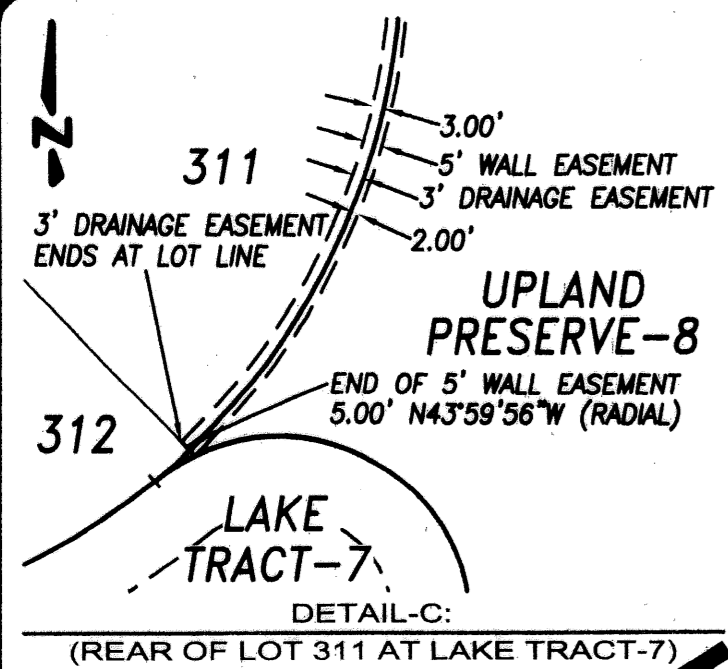 N
3.00'
5' WALL EASEMENT
3' DRAINAGE EASEMENT
2.00'
311
3' DRAINAGE EASEMENT
ENDS AT LOT LINE
UPLAND
PRESERVE-8
END OF 5' WALL EASEMENT
5.00' N43°59'56"W (RADIAL)
312
LAKE
TRACT-7
DETAIL-C:
(REAR OF LOT 311 AT LAKE TRACT-7)